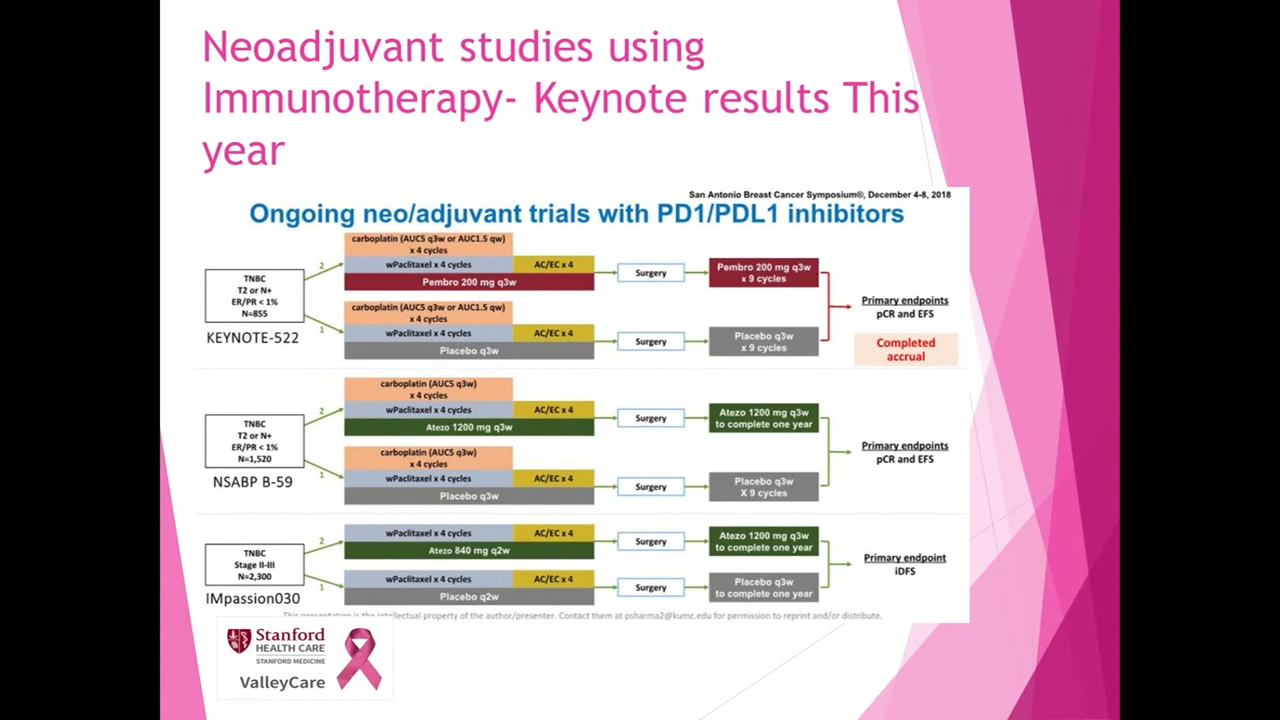 Neoadjuvant studies using
Immunotherapy- Keynote results This
year
San Antonio Breast Cancer Symposium®, December 4-8, 2018
Ongoing neo/adjuvant trials with PD1/PDL1 inhibitors
carboplatin (AUC5 q3w or AUC1.5 qw)
x 4 cycles
wPaclitaxel x 4 cycles
AC/EC x 4
Pembro 200 mg q3w
2
TNBC
T2 or N+
ER/PR < 1%
N=855
1
KEYNOTE-522
Surgery
Pembro 200 mg q3w
x 9 cycles
carboplatin (AUC5 q3w or AUC1.5 qw)
x 4 cycles
wPaclitaxel x 4 cycles
AC/EC x 4
Placebo q3w
Surgery
Placebo q3w
x 9 cycles
Primary endpoints
pCR and EFS
Completed
accrual
carboplatin (AUC5 q3w)
x 4 cycles
wPaclitaxel x 4 cycles
AC/EC x 4
Atezo 1200 mg q3w
2
TNBC
T2 or N+
ER/PR < 1%
N=1,520
1
NSABP B-59
Surgery
Atezo 1200 mg q3w
to complete one year
carboplatin (AUC5 q3w)
x 4 cycles
wPaclitaxel x 4 cycles
AC/EC x 4
Placebo q3w
Surgery
Placebo q3w
X 9 cycles
Primary endpoints
pCR and EFS
wPaclitaxel x 4 cycles
AC/EC x 4
Atezo 840 mg q2w
2
TNBC
Stage II-III
N=2,300
1
IMpassion030
Surgery
Atezo 1200 mg q3w
to complete one year
wPaclitaxel x 4 cycles
AC/EC x 4
Placebo q2w
Surgery
Placebo q3w
to complete one year
Primary endpoint
iDFS
This presentation is the intellectual property of the author/presenter. Contact them at psharma2@kumc.edu for permission to reprint and/or distribute.
Stanford
HEALTH CARE
STANFORD MEDICINE
ValleyCare